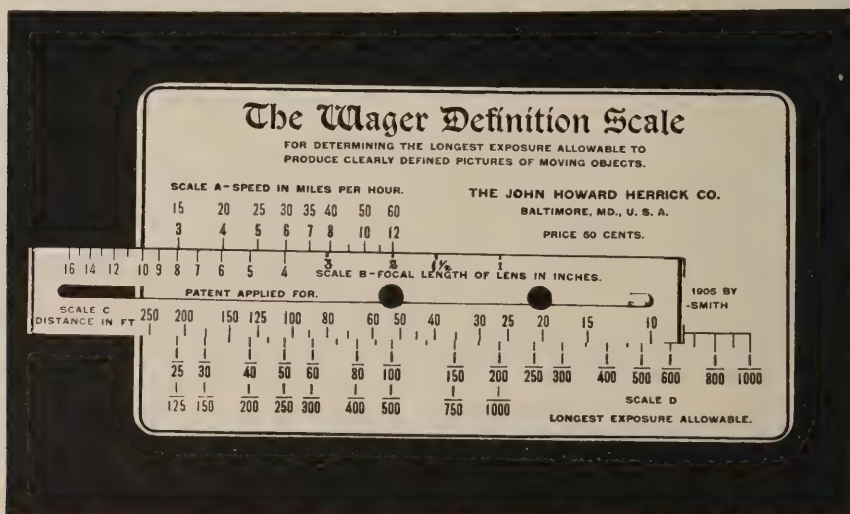 The Wager Definition Scale
FOR DETERMINING THE LONGEST EXPOSURE ALLOWABLE TO
PRODUCE CLEARLY DEFINED PICTURES OF MOVING OBJECTS.
SCALE A-SPEED IN MILES PER HOUR.
THE JOHN HOWARD HERRICK CO.
BALTIMORE, MD., U. S. A.
PRICE 50 CENTS.
15 20 25 30 35 40 50 60
3 4 5 6 7 8 10 12
16 14 12 10 9 8 7 6 5 4 3 2 1½ 1
SCALE B-FOCAL LENGTH OF LENS IN INCHES.
PATENT APPLIED FOR.
1905 BY
-SMITH
SCALE C
DISTANCE IN FT
250 200 150 125 100 80 60 50 40 30 25 20 15 10
1/25 1/30 1/40 1/50 1/60 1/80 1/100 1/150 1/200 1/250 1/300 1/400 1/500 1/600 1/800 1/1000
1/125 1/150 1/200 1/250 1/300 1/400 1/500 1/750 1/1000
SCALE D
LONGEST EXPOSURE ALLOWABLE.